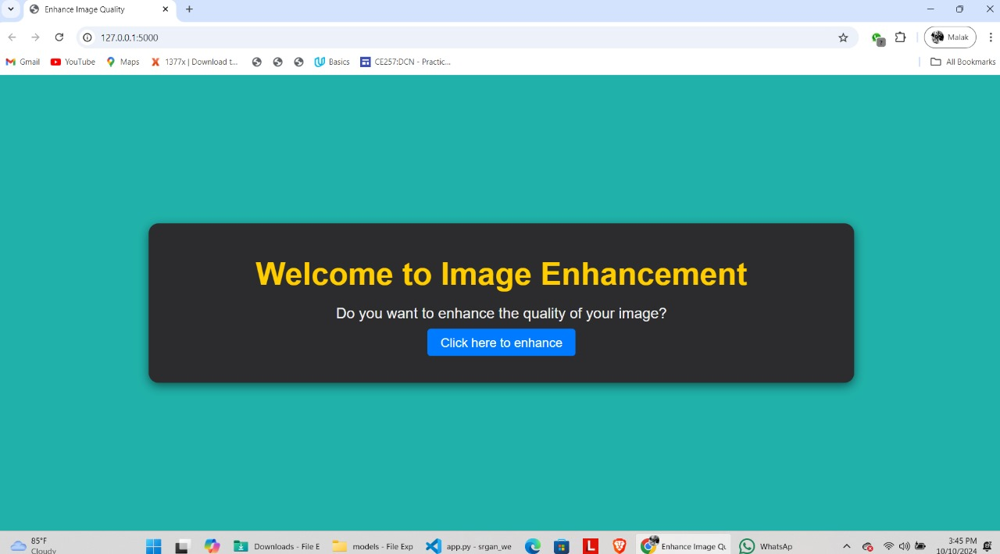 Enhance Image Quality
127.0.0.1:5000
Malak
Gmail
YouTube
Maps
1377x | Download t...
Basics
CE257:DCN - Practic...
All Bookmarks
Welcome to Image Enhancement
Do you want to enhance the quality of your image?
Click here to enhance
85°F
Cloudy
Downloads - File E
models - File Exp
app.py - srgan_we
L
Enhance Image Qu
WhatsApp
3:45 PM
10/10/2024